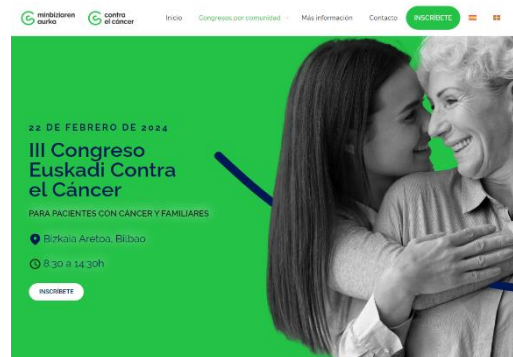 minbiziaren
aurka
contra
el cáncer
Inicio
Congresos por comunidad
Más información
Contacto
INSCRÍBETE
22 DE FEBRERO DE 2024
III Congreso
Euskadi Contra
el Cáncer
PARA PACIENTES CON CÁNCER Y FAMILIARES
Bizkaia Aretoa, Bilbao
8:30 a 14:30h
INSCRÍBETE